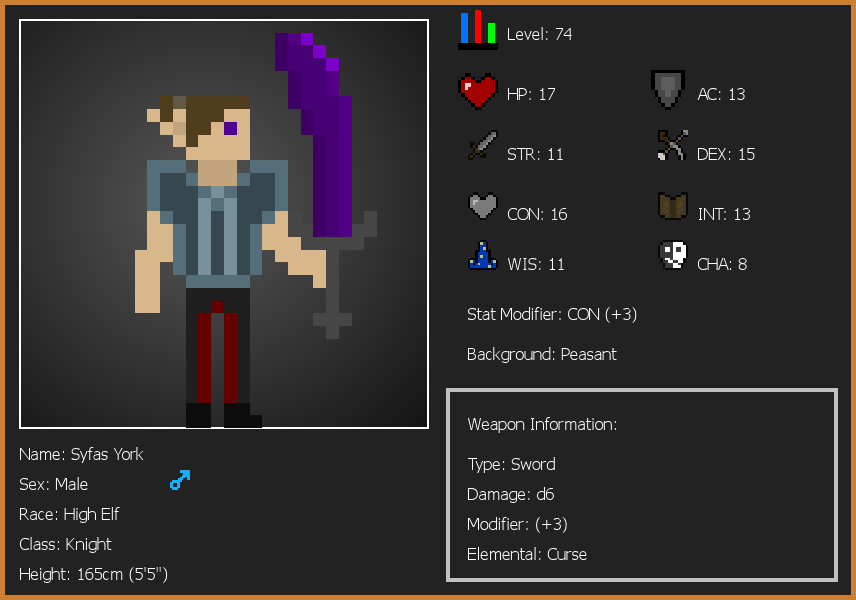 Level: 74
HP: 17
AC: 13
STR: 11
DEX: 15
CON: 16
INT: 13
WIS: 11
CHA: 8
Stat Modifier: CON (+3)
Background: Peasant
Weapon Information:
Type: Sword
Damage: d6
Modifier: (+3)
Elemental: Curse
Name: Syfas York
Sex: Male
Race: High Elf
Class: Knight
Height: 165cm (5'5")